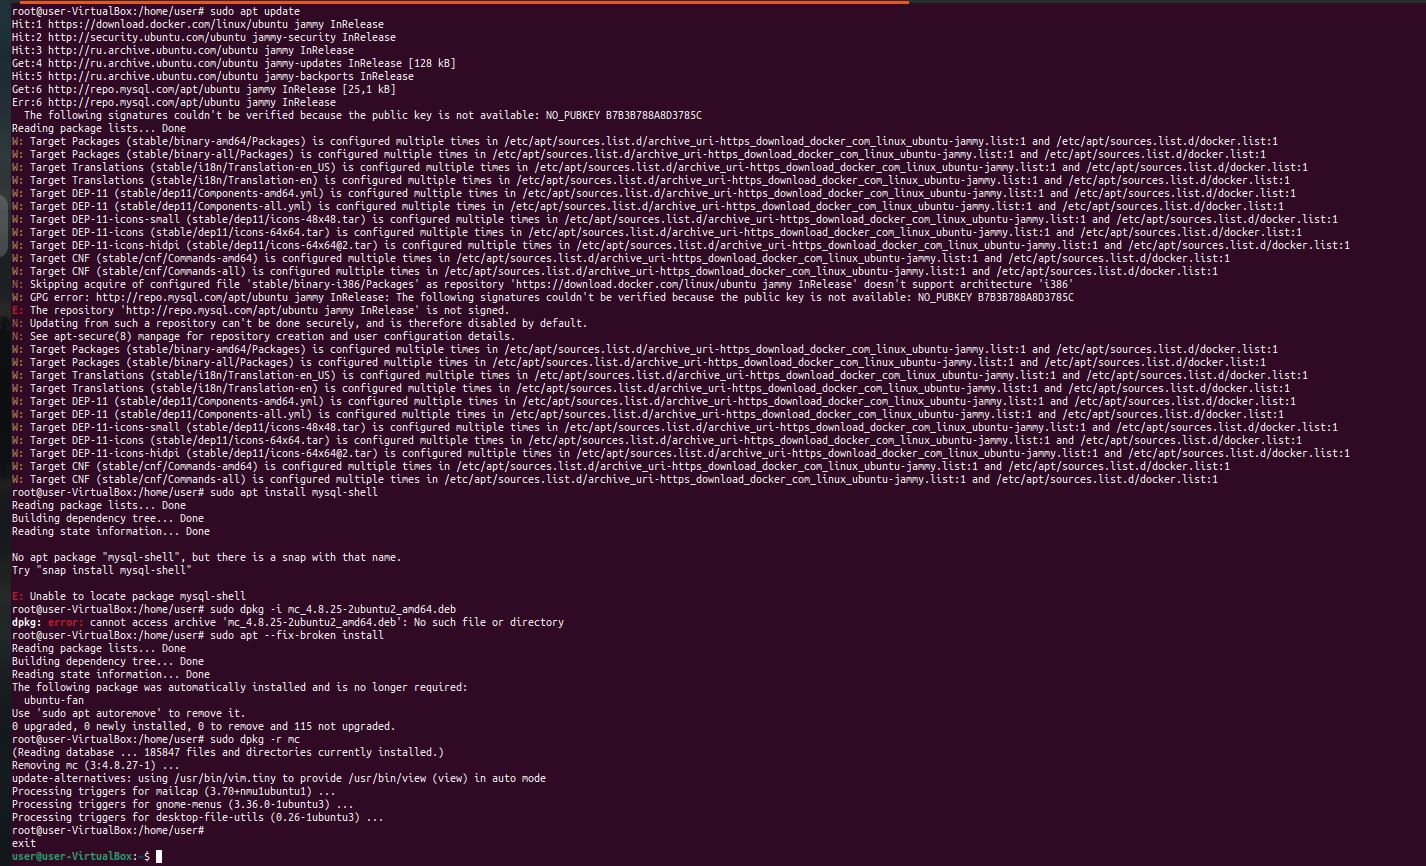 root@user-VirtualBox:/home/user# sudo apt update
Hit:1 https://download.docker.com/linux/ubuntu jammy InRelease
Hit:2 http://security.ubuntu.com/ubuntu jammy-security InRelease
Hit:3 http://ru.archive.ubuntu.com/ubuntu jammy InRelease
Get:4 http://ru.archive.ubuntu.com/ubuntu jammy-updates InRelease [128 kB]
Hit:5 http://ru.archive.ubuntu.com/ubuntu jammy-backports InRelease
Get:6 http://repo.mysql.com/apt/ubuntu jammy InRelease [25,1 kB]
Err:6 http://repo.mysql.com/apt/ubuntu jammy InRelease
  The following signatures couldn't be verified because the public key is not available: NO_PUBKEY B7B3B788A8D3785C
Reading package lists... Done
W: Target Packages (stable/binary-amd64/Packages) is configured multiple times in /etc/apt/sources.list.d/archive_uri-https_download_docker_com_linux_ubuntu-jammy.list:1 and /etc/apt/sources.list.d/docker.list:1
W: Target Packages (stable/binary-all/Packages) is configured multiple times in /etc/apt/sources.list.d/archive_uri-https_download_docker_com_linux_ubuntu-jammy.list:1 and /etc/apt/sources.list.d/docker.list:1
W: Target Translations (stable/i18n/Translation-en_US) is configured multiple times in /etc/apt/sources.list.d/archive_uri-https_download_docker_com_linux_ubuntu-jammy.list:1 and /etc/apt/sources.list.d/docker.list:1
W: Target Translations (stable/i18n/Translation-en) is configured multiple times in /etc/apt/sources.list.d/archive_uri-https_download_docker_com_linux_ubuntu-jammy.list:1 and /etc/apt/sources.list.d/docker.list:1
W: Target DEP-11 (stable/dep11/Components-amd64.yml) is configured multiple times in /etc/apt/sources.list.d/archive_uri-https_download_docker_com_linux_ubuntu-jammy.list:1 and /etc/apt/sources.list.d/docker.list:1
W: Target DEP-11 (stable/dep11/Components-all.yml) is configured multiple times in /etc/apt/sources.list.d/archive_uri-https_download_docker_com_linux_ubuntu-jammy.list:1 and /etc/apt/sources.list.d/docker.list:1
W: Target DEP-11-icons-small (stable/dep11/icons-48x48.tar) is configured multiple times in /etc/apt/sources.list.d/archive_uri-https_download_docker_com_linux_ubuntu-jammy.list:1 and /etc/apt/sources.list.d/docker.list:1
W: Target DEP-11-icons (stable/dep11/icons-64x64.tar) is configured multiple times in /etc/apt/sources.list.d/archive_uri-https_download_docker_com_linux_ubuntu-jammy.list:1 and /etc/apt/sources.list.d/docker.list:1
W: Target DEP-11-icons-hidpi (stable/dep11/icons-64x64@2.tar) is configured multiple times in /etc/apt/sources.list.d/archive_uri-https_download_docker_com_linux_ubuntu-jammy.list:1 and /etc/apt/sources.list.d/docker.list:1
W: Target CNF (stable/cnf/Commands-amd64) is configured multiple times in /etc/apt/sources.list.d/archive_uri-https_download_docker_com_linux_ubuntu-jammy.list:1 and /etc/apt/sources.list.d/docker.list:1
W: Target CNF (stable/cnf/Commands-all) is configured multiple times in /etc/apt/sources.list.d/archive_uri-https_download_docker_com_linux_ubuntu-jammy.list:1 and /etc/apt/sources.list.d/docker.list:1
N: Skipping acquire of configured file 'stable/binary-i386/Packages' as repository 'https://download.docker.com/linux/ubuntu jammy InRelease' doesn't support architecture 'i386'
W: GPG error: http://repo.mysql.com/apt/ubuntu jammy InRelease: The following signatures couldn't be verified because the public key is not available: NO_PUBKEY B7B3B788A8D3785C
E: The repository 'http://repo.mysql.com/apt/ubuntu jammy InRelease' is not signed.
N: Updating from such a repository can't be done securely, and is therefore disabled by default.
N: See apt-secure(8) manpage for repository creation and user configuration details.
W: Target Packages (stable/binary-amd64/Packages) is configured multiple times in /etc/apt/sources.list.d/archive_uri-https_download_docker_com_linux_ubuntu-jammy.list:1 and /etc/apt/sources.list.d/docker.list:1
W: Target Packages (stable/binary-all/Packages) is configured multiple times in /etc/apt/sources.list.d/archive_uri-https_download_docker_com_linux_ubuntu-jammy.list:1 and /etc/apt/sources.list.d/docker.list:1
W: Target Translations (stable/i18n/Translation-en_US) is configured multiple times in /etc/apt/sources.list.d/archive_uri-https_download_docker_com_linux_ubuntu-jammy.list:1 and /etc/apt/sources.list.d/docker.list:1
W: Target Translations (stable/i18n/Translation-en) is configured multiple times in /etc/apt/sources.list.d/archive_uri-https_download_docker_com_linux_ubuntu-jammy.list:1 and /etc/apt/sources.list.d/docker.list:1
W: Target DEP-11 (stable/dep11/Components-amd64.yml) is configured multiple times in /etc/apt/sources.list.d/archive_uri-https_download_docker_com_linux_ubuntu-jammy.list:1 and /etc/apt/sources.list.d/docker.list:1
W: Target DEP-11 (stable/dep11/Components-all.yml) is configured multiple times in /etc/apt/sources.list.d/archive_uri-https_download_docker_com_linux_ubuntu-jammy.list:1 and /etc/apt/sources.list.d/docker.list:1
W: Target DEP-11-icons-small (stable/dep11/icons-48x48.tar) is configured multiple times in /etc/apt/sources.list.d/archive_uri-https_download_docker_com_linux_ubuntu-jammy.list:1 and /etc/apt/sources.list.d/docker.list:1
W: Target DEP-11-icons (stable/dep11/icons-64x64.tar) is configured multiple times in /etc/apt/sources.list.d/archive_uri-https_download_docker_com_linux_ubuntu-jammy.list:1 and /etc/apt/sources.list.d/docker.list:1
W: Target DEP-11-icons-hidpi (stable/dep11/icons-64x64@2.tar) is configured multiple times in /etc/apt/sources.list.d/archive_uri-https_download_docker_com_linux_ubuntu-jammy.list:1 and /etc/apt/sources.list.d/docker.list:1
W: Target CNF (stable/cnf/Commands-amd64) is configured multiple times in /etc/apt/sources.list.d/archive_uri-https_download_docker_com_linux_ubuntu-jammy.list:1 and /etc/apt/sources.list.d/docker.list:1
W: Target CNF (stable/cnf/Commands-all) is configured multiple times in /etc/apt/sources.list.d/archive_uri-https_download_docker_com_linux_ubuntu-jammy.list:1 and /etc/apt/sources.list.d/docker.list:1
root@user-VirtualBox:/home/user# sudo apt install mysql-shell
Reading package lists... Done
Building dependency tree... Done
Reading state information... Done

No apt package "mysql-shell", but there is a snap with that name.
Try "snap install mysql-shell"

E: Unable to locate package mysql-shell
root@user-VirtualBox:/home/user# sudo dpkg -i mc_4.8.25-2ubuntu2_amd64.deb
dpkg: error: cannot access archive 'mc_4.8.25-2ubuntu2_amd64.deb': No such file or directory
root@user-VirtualBox:/home/user# sudo apt --fix-broken install
Reading package lists... Done
Building dependency tree... Done
Reading state information... Done
The following package was automatically installed and is no longer required:
  ubuntu-fan
Use 'sudo apt autoremove' to remove it.
0 upgraded, 0 newly installed, 0 to remove and 115 not upgraded.
root@user-VirtualBox:/home/user# sudo dpkg -r mc
(Reading database ... 185847 files and directories currently installed.)
Removing mc (3:4.8.27-1) ...
update-alternatives: using /usr/bin/vim.tiny to provide /usr/bin/view (view) in auto mode
Processing triggers for mailcap (3.70+nmu1ubuntu1) ...
Processing triggers for gnome-menus (3.36.0-1ubuntu3) ...
Processing triggers for desktop-file-utils (0.26-1ubuntu3) ...
root@user-VirtualBox:/home/user#
exit
user@user-VirtualBox:~$